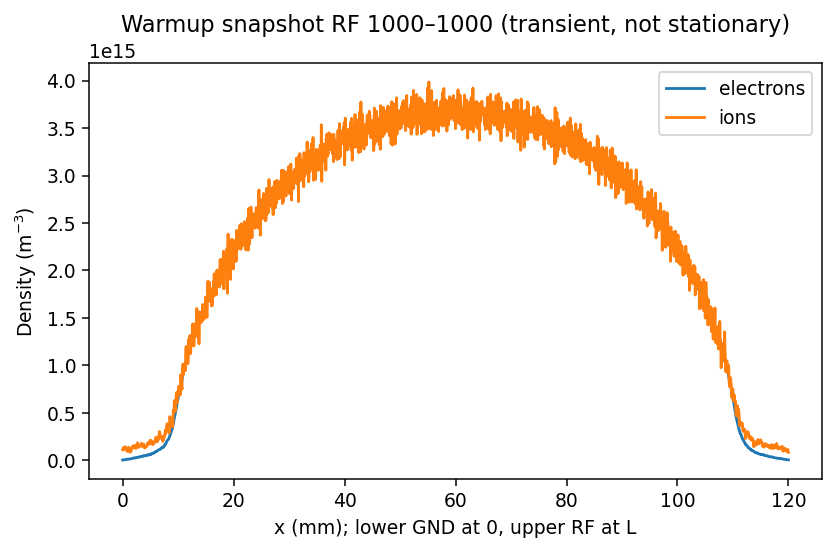 Warmup snapshot RF 1000–1000 (transient, not stationary)
1e15
electrons
ions
4.0
3.5
3.0
2.5
2.0
1.5
1.0
0.5
0.0
Density (m⁻³)
0 20 40 60 80 100 120
x (mm); lower GND at 0, upper RF at L